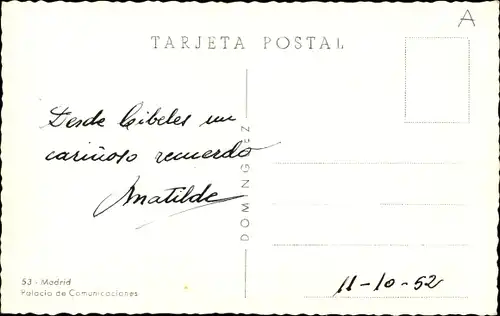 A
TARJETA POSTAL
Desde Cibeles un
cariñoso recuerdo
Matilde
DOMINGUEZ
11-10-52
53 - Madrid
Palacio de Comunicaciones